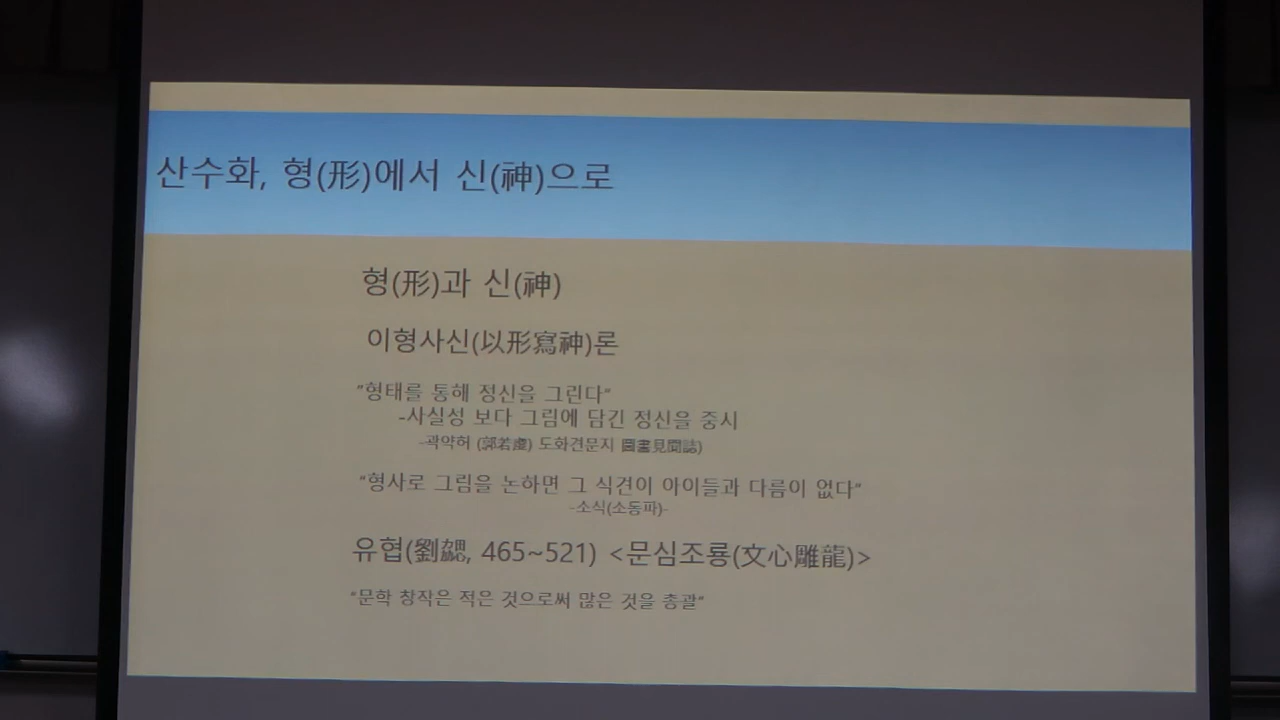 산수화, 형(形)에서 신(神)으로
형(形)과 신(神)
이형사신(以形寫神)론
"형태를 통해 정신을 그린다"
-사실성 보다 그림에 담긴 정신을 중시
-곽약허 (郭若虛) 도화견문지 圖畫見聞誌)
"형사로 그림을 논하면 그 식견이 아이들과 다름이 없다"
-소식(소동파)-
유협(劉勰, 465~521) <문심조룡(文心雕龍)>
"문학 창작은 적은 것으로써 많은 것을 총괄"